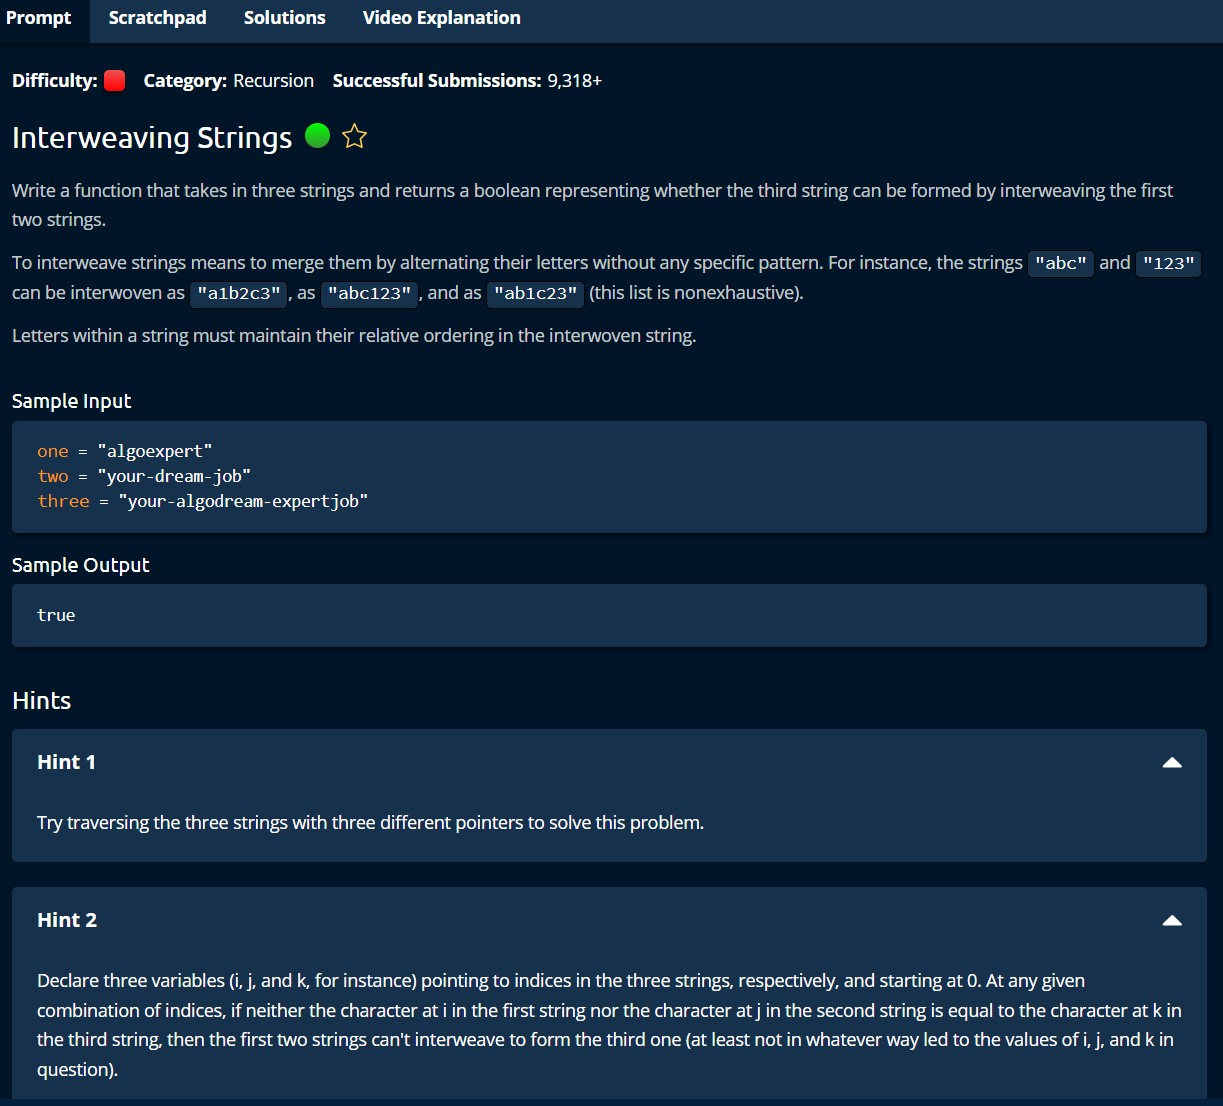 Prompt Scratchpad Solutions Video Explanation
Difficulty: Category: Recursion Successful Submissions: 9,318+
Interweaving Strings
Write a function that takes in three strings and returns a boolean representing whether the third string can be formed by interweaving the first
two strings.
To interweave strings means to merge them by alternating their letters without any specific pattern. For instance, the strings "abc" and "123"
can be interwoven as "a1b2c3", as "abc123", and as "ab1c23" (this list is nonexhaustive).
Letters within a string must maintain their relative ordering in the interwoven string.
Sample Input
one = "algoexpert"
two = "your-dream-job"
three = "your-algodream-expertjob"
Sample Output
true
Hints
Hint 1
Try traversing the three strings with three different pointers to solve this problem.
Hint 2
Declare three variables (i, j, and k, for instance) pointing to indices in the three strings, respectively, and starting at 0. At any given
combination of indices, if neither the character at i in the first string nor the character at j in the second string is equal to the character at k in
the third string, then the first two strings can't interweave to form the third one (at least not in whatever way led to the values of i, j, and k in
question).